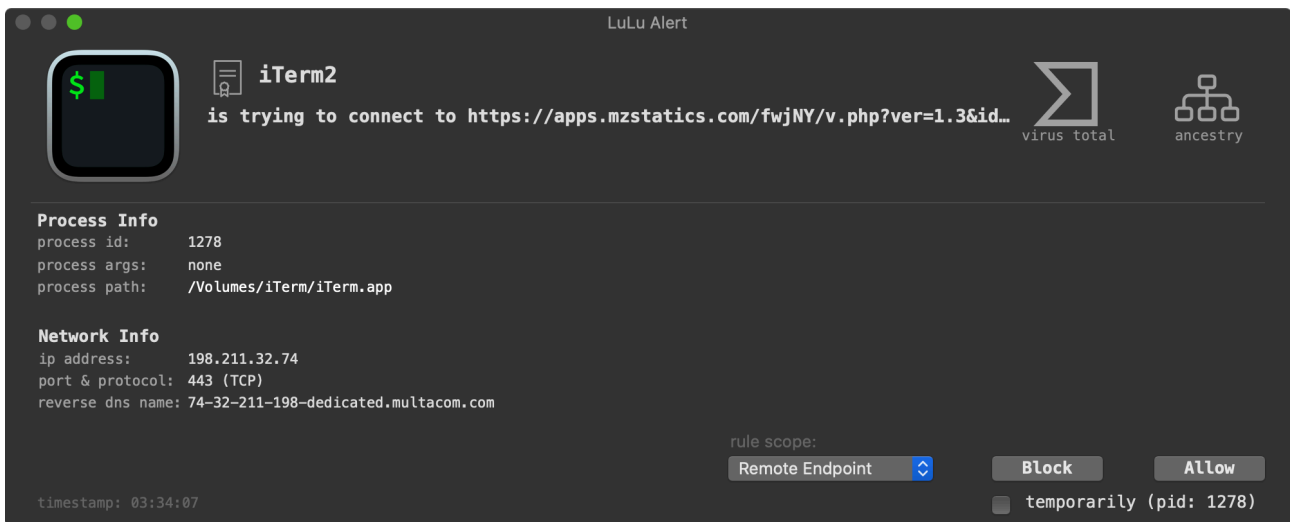 LuLu Alert
$
iTerm2
is trying to connect to https://apps.mzstatics.com/fwjNY/v.php?ver=1.3&id…
virus total
ancestry
Process Info
process id: 1278
process args: none
process path: /Volumes/iTerm/iTerm.app
Network Info
ip address: 198.211.32.74
port & protocol: 443 (TCP)
reverse dns name: 74-32-211-198-dedicated.multacom.com
rule scope:
Remote Endpoint
Block
Allow
timestamp: 03:34:07
temporarily (pid: 1278)